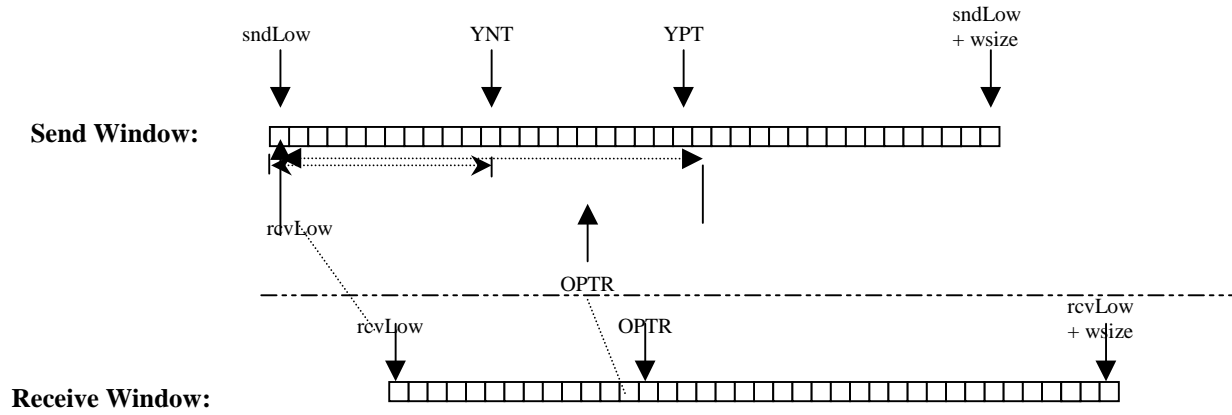 sndLow
YNT
YPT
sndLow
+ wsize
Send Window:
rcvLow
OPTR
rcvLow
OPTR
rcvLow
+ wsize
Receive Window: